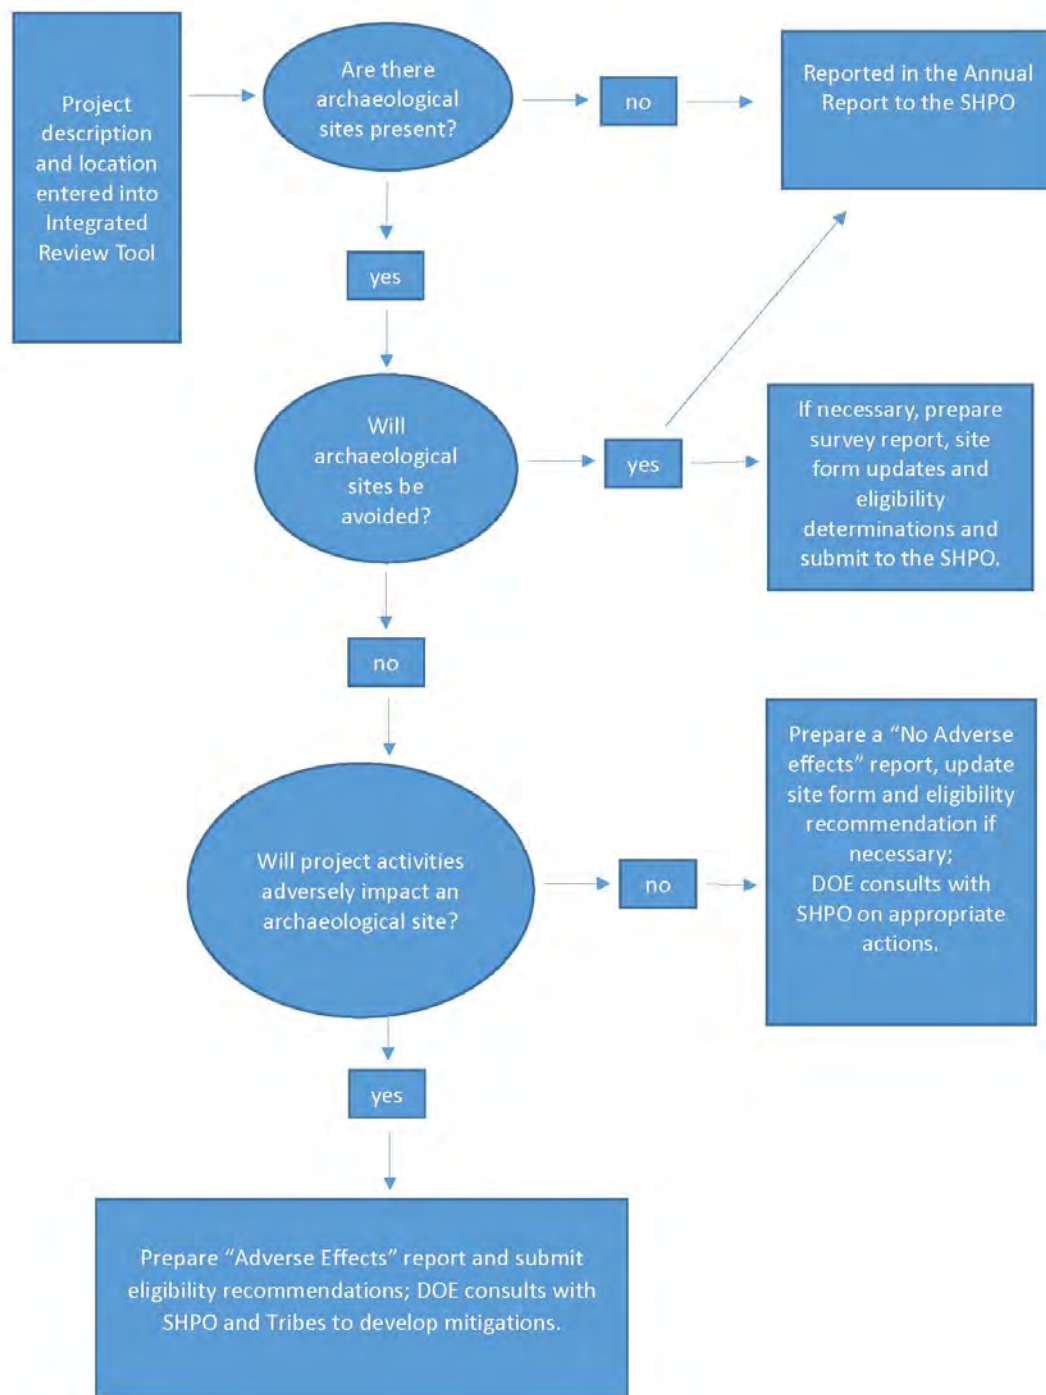 Project
description
and location
entered into
Integrated
Review Tool
Are there
archaeological
sites present?
no
Reported in the Annual
Report to the SHPO
yes
Will
archaeological
sites be
avoided?
yes
If necessary, prepare
survey report, site
form updates and
eligibility
determinations and
submit to the SHPO.
no
Will project activities
adversely impact an
archaeological site?
no
Prepare a “No Adverse
effects” report, update
site form and eligibility
recommendation if
necessary;
DOE consults with
SHPO on appropriate
actions.
yes
Prepare “Adverse Effects” report and submit
eligibility recommendations; DOE consults with
SHPO and Tribes to develop mitigations.